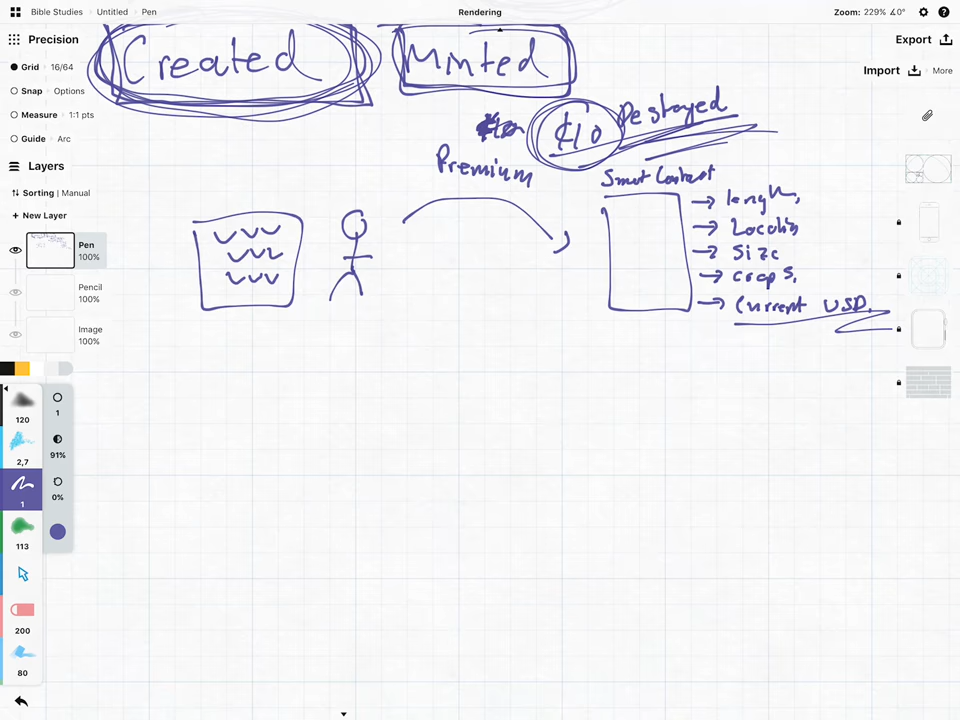 Bible Studies Untitled Pen
Rendering
Zoom: 229% ∠0°
Precision
Export
Grid 16/64
Import
More
Snap Options
Measure 1:1 pts
Guide Arc
Layers
Sorting | Manual
+ New Layer
Pen
100%
Pencil
100%
Image
100%
120
2,7
1
113
200
80
1
91%
0%
Created
Minted
₵10
Destoyed
Premium
Smart Contract
→ length,
→ Location
→ Size
→ crops,
→ Current USD.